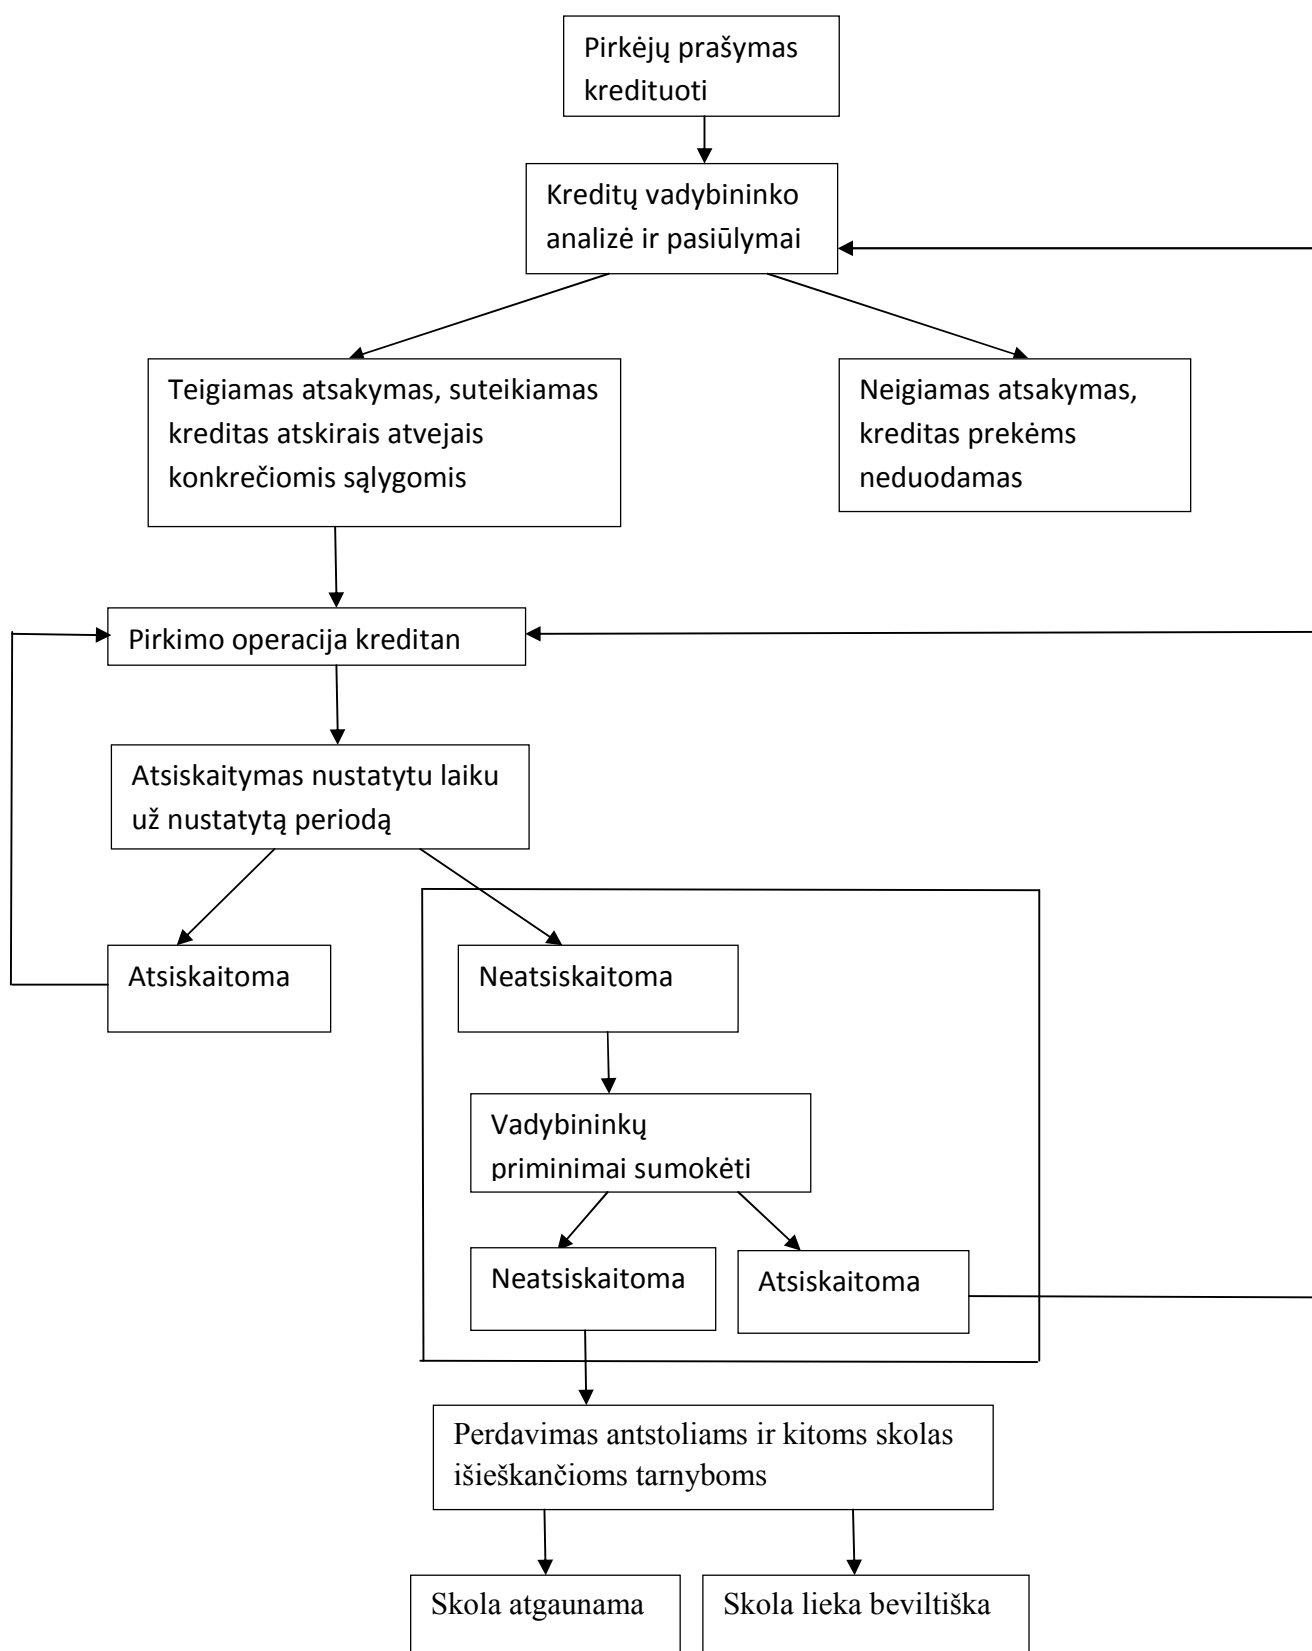 Pirkėjų prašymas
kredituoti
Kreditų vadybininko
analizė ir pasiūlymai
Teigiamas atsakymas, suteikiamas
kreditas atskirais atvejais
konkrečiomis sąlygomis
Neigiamas atsakymas,
kreditas prekėms
neduodamas
Pirkimo operacija kreditan
Atsiskaitymas nustatytu laiku
už nustatytą periodą
Atsiskaitoma
Neatsiskaitoma
Vadybininkų
priminimai sumokėti
Neatsiskaitoma
Atsiskaitoma
Perdavimas antstoliams ir kitoms skolas
išieškančioms tarnyboms
Skola atgaunama
Skola lieka beviltiška